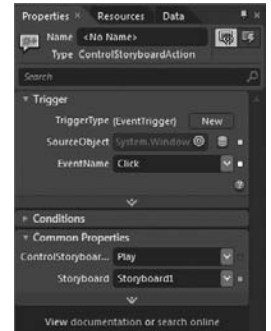 Properties × Resources Data
Name <No Name>
Type ControlStoryboardAction
Search
Trigger
TriggerType (EventTrigger) New
SourceObject System.Window
EventName Click
Conditions
Common Properties
ControlStoryboar... Play
Storyboard Storyboard1
View documentation or search online